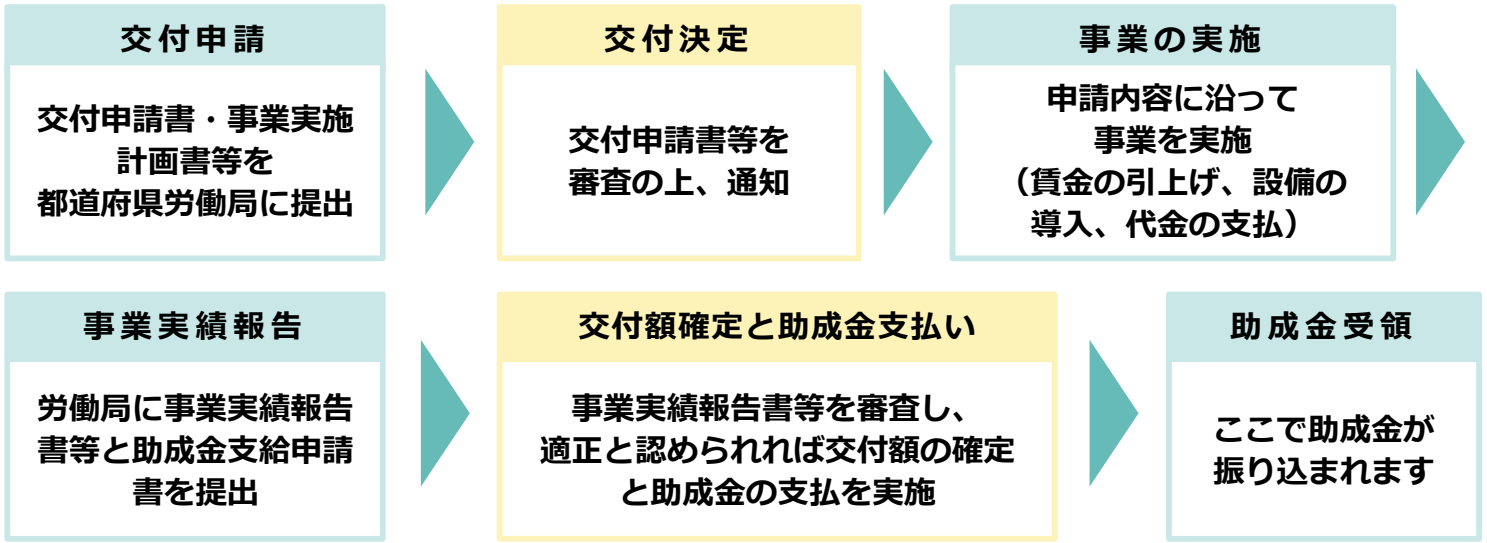 交付申請
交付申請書・事業実施
計画書等を
都道府県労働局に提出
交付決定
交付申請書等を
審査の上、通知
事業の実施
申請内容に沿って
事業を実施
（賃金の引上げ、設備の
導入、代金の支払）
事業実績報告
労働局に事業実績報告
書等と助成金支給申請
書を提出
交付額確定と助成金支払い
事業実績報告書等を審査し、
適正と認められれば交付額の確定
と助成金の支払を実施
助成金受領
ここで助成金が
振り込まれます